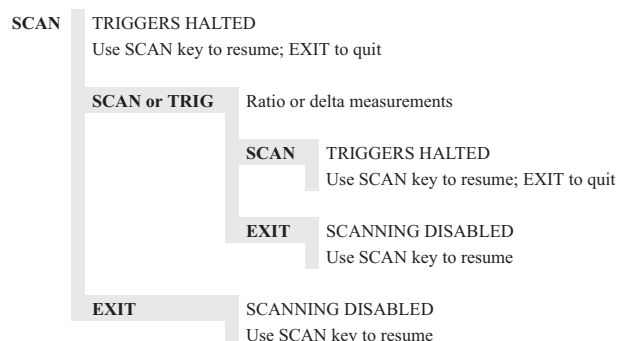 SCAN TRIGGERS HALTED
Use SCAN key to resume; EXIT to quit
SCAN or TRIG Ratio or delta measurements
SCAN TRIGGERS HALTED
Use SCAN key to resume; EXIT to quit
EXIT SCANNING DISABLED
Use SCAN key to resume
EXIT SCANNING DISABLED
Use SCAN key to resume